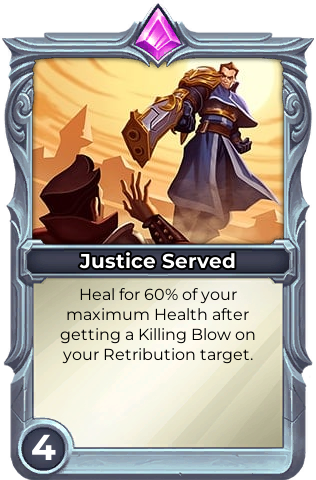 Justice Served
Heal for 60% of your
maximum Health after
getting a Killing Blow on
your Retribution target.
4